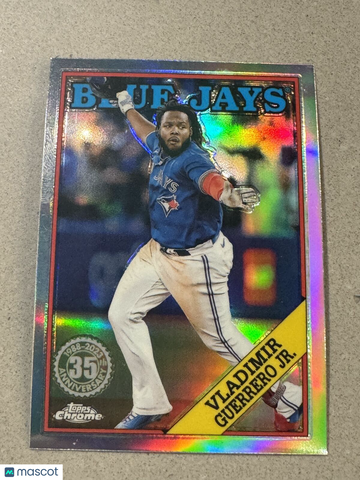 BLUE JAYS
JAYS
1988-2023
35
ANNIVERSARY
Topps
Chrome
VLADIMIR
GUERRERO JR.
mascot